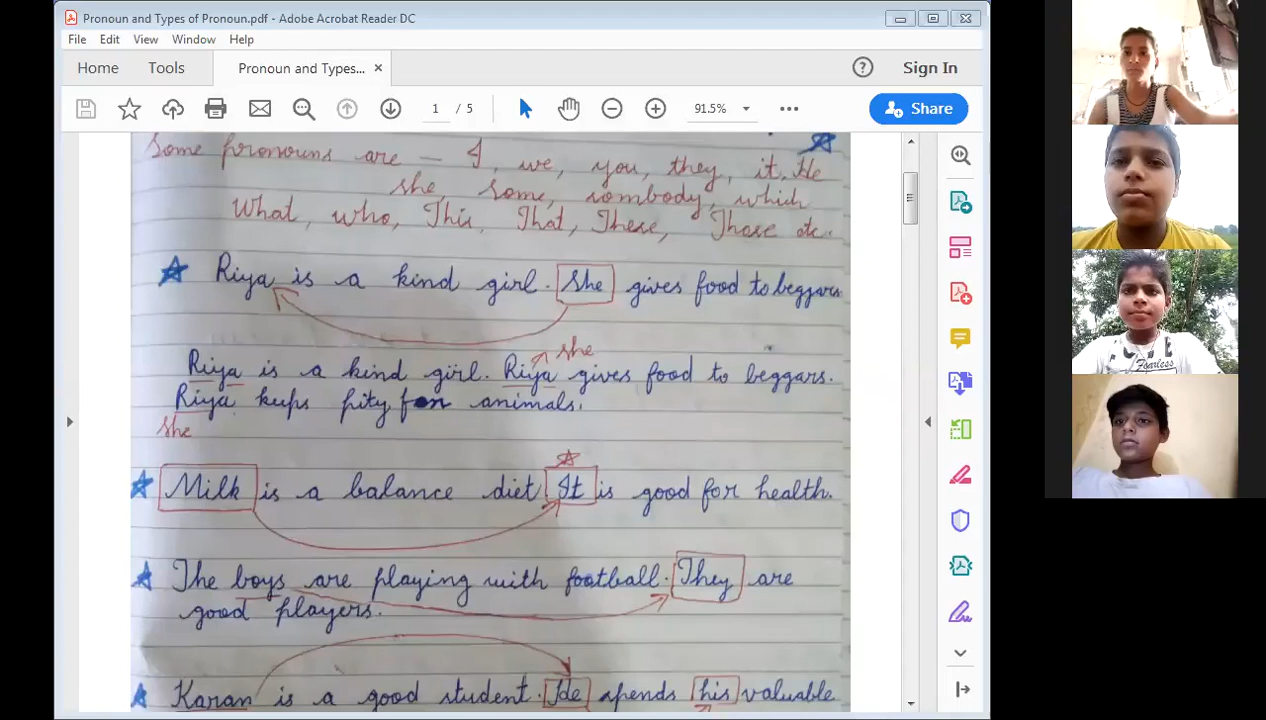 Pronoun and Types of Pronoun.pdf - Adobe Acrobat Reader DC
File Edit View Window Help
Home Tools Pronoun and Types... × Sign In
1 / 5 91.5% Share
Some pronouns are — I, we, you, they, it, He
she, some, sombody, which
What, who, This, That, These, Those etc.
Riya is a kind girl. She gives food to beggars
she
Riya is a kind girl. Riya gives food to beggars.
Riya keeps pity for animals.
she
Milk is a balance diet It is good for health.
The boys are playing with football. They are
good players.
Karan is a good student. He spends his valuable
Fearless